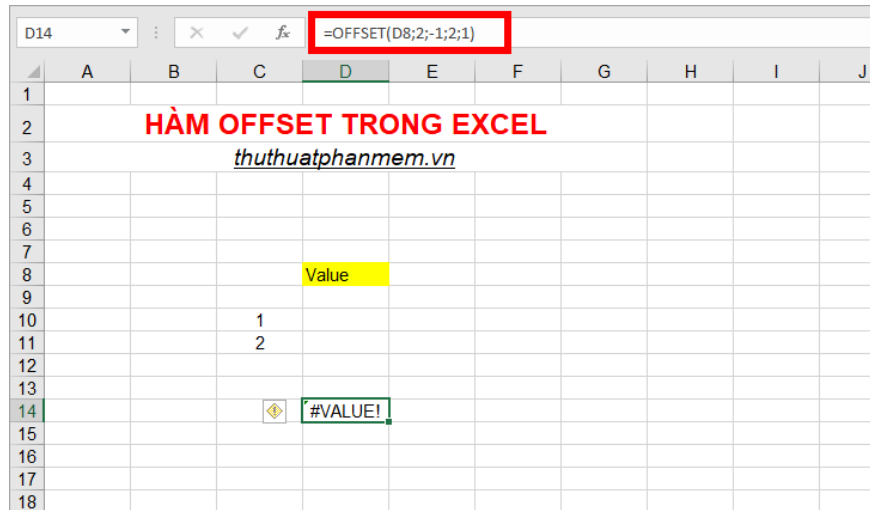 D14 fx =OFFSET(D8;2;-1;2;1)
A B C D E F G H I J
1
2 HÀM OFFSET TRONG EXCEL
3 thuthuatphanmem.vn
4
5
6
7
8 Value
9
10 1
11 2
12
13
14 #VALUE!
15
16
17
18